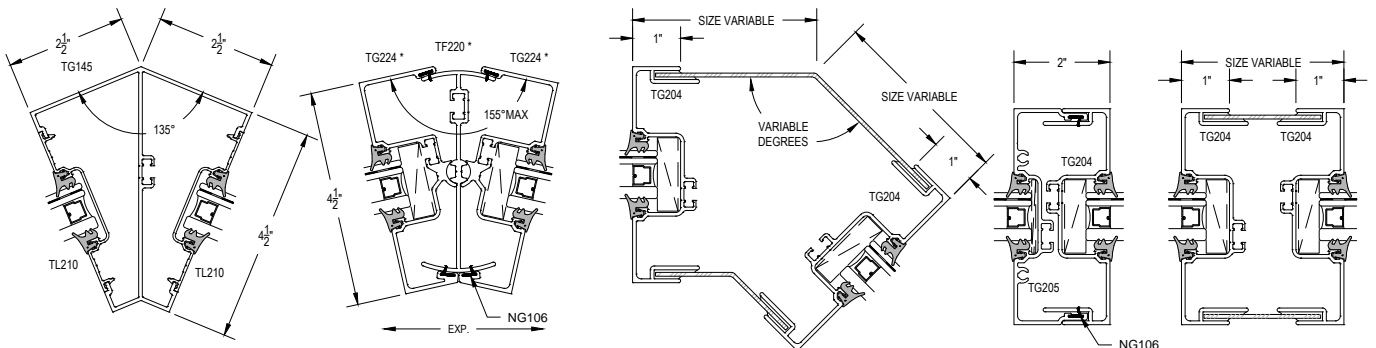 2½"
2½"
TG145
135°
4½"
TL210
TL210
TG224 *
TF220 *
TG224 *
155°MAX
4½"
NG106
EXP.
SIZE VARIABLE
1"
TG204
VARIABLE
DEGREES
SIZE VARIABLE
1"
TG204
2"
TG204
TG205
NG106
SIZE VARIABLE
1"
1"
TG204
TG204